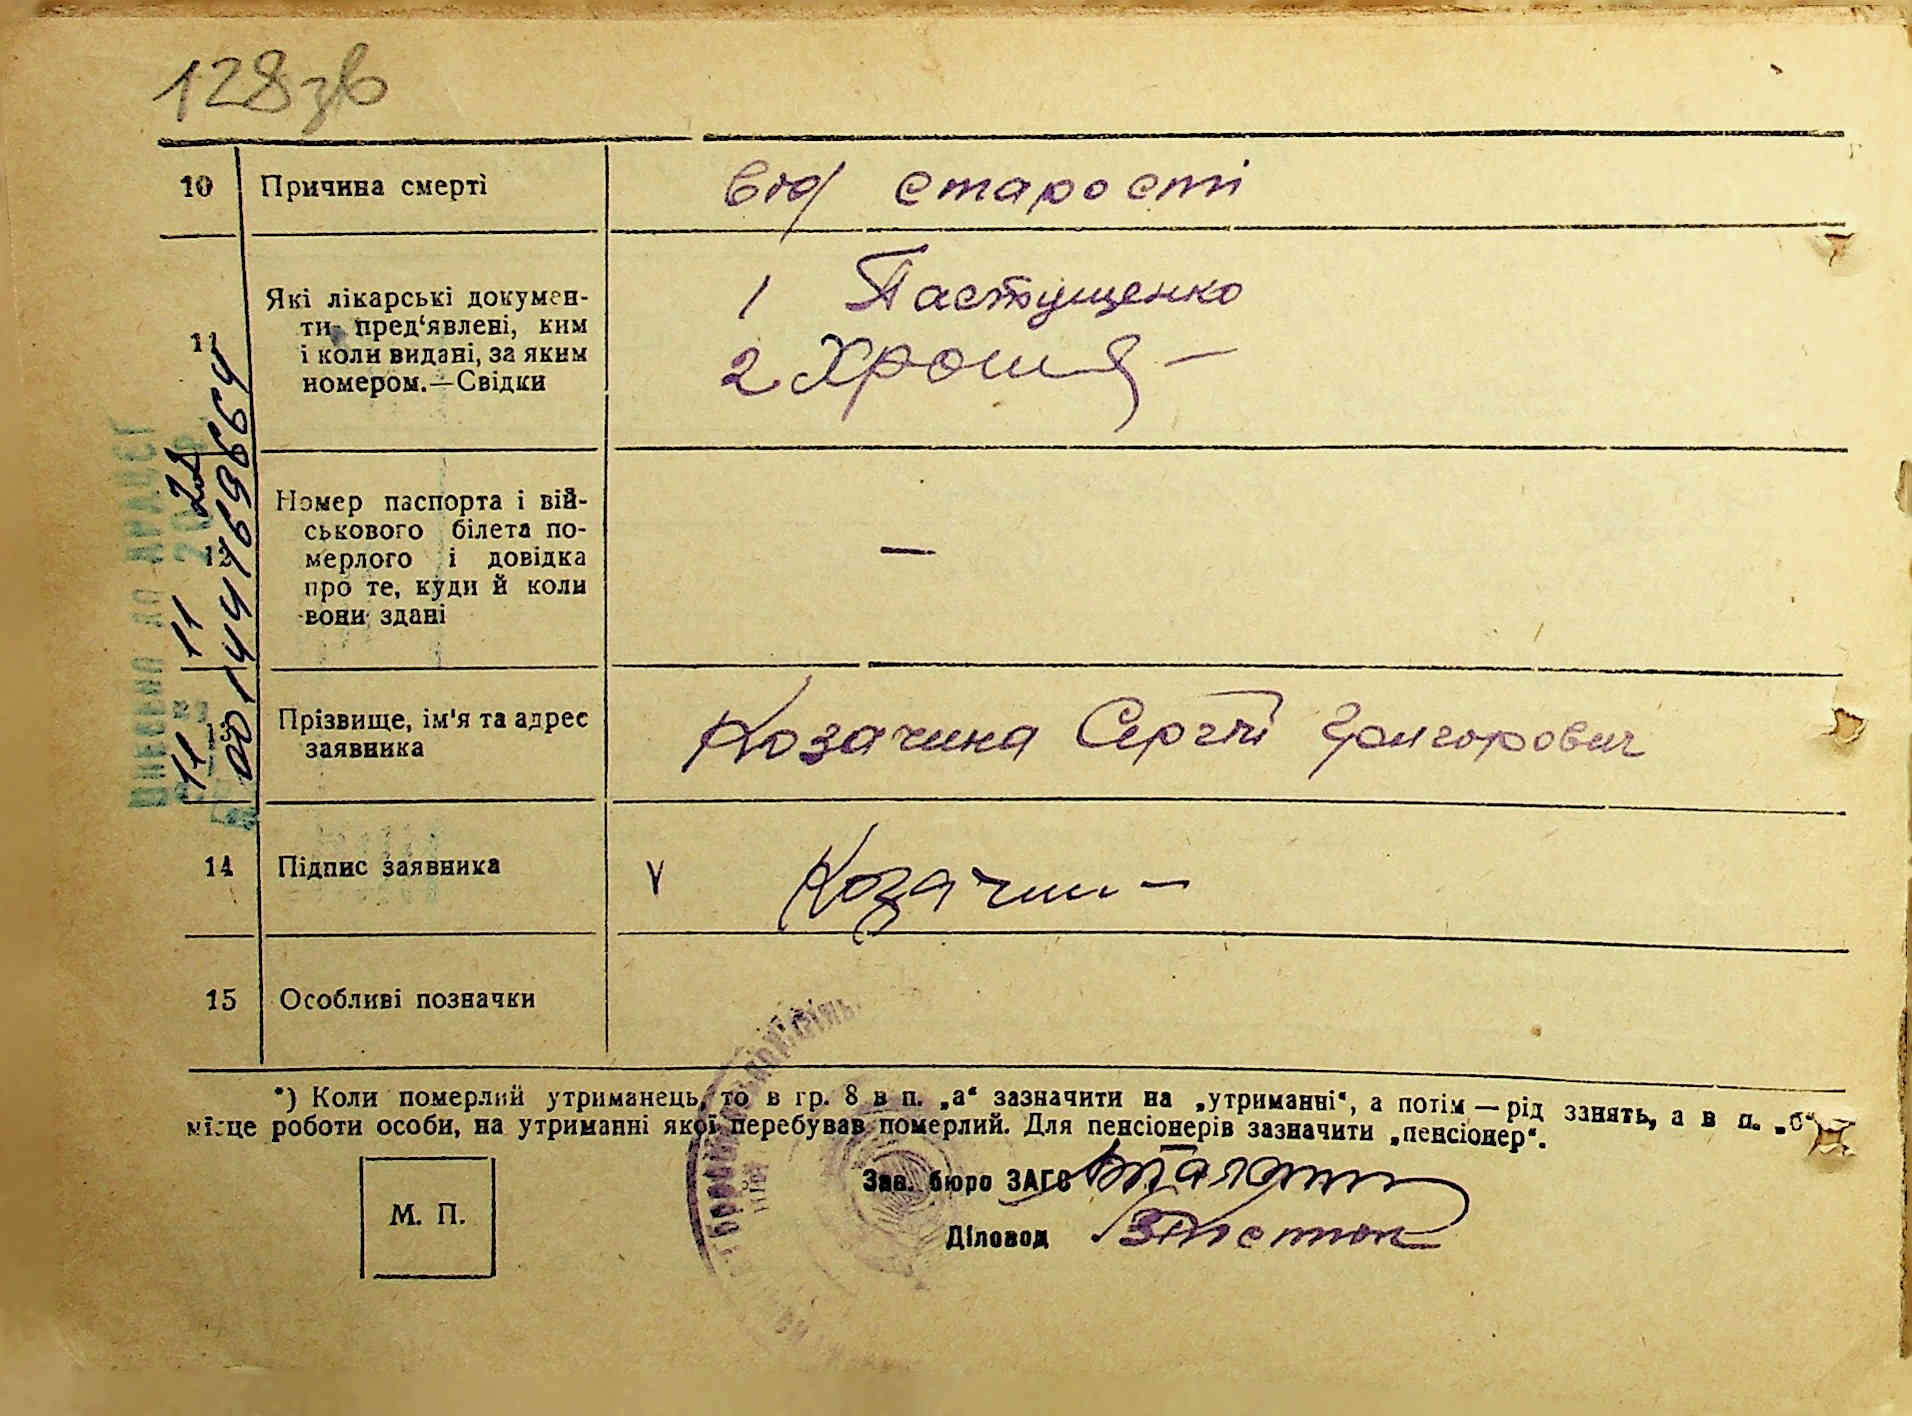 128зв
10 Причина смерті від старості
11 Які лікарські докумен-
ти пред'явлені, ким
і коли видані, за яким
номером.—Свідки
1 Пастущенко
2
Номер паспорта і вій-
ськового білета по-
мерлого і довідка
про те, куди й коли
вони здані
—
Прізвище, ім'я та адрес
заявника
Козачина Сергій Григорович
14 Підпис заявника
v Козачин
15 Особливі позначки
*) Коли померлий утриманець, то в гр. 8 в п. „а“ зазначити на „утриманні“, а потім — рід занять, а в п. „б“
місце роботи особи, на утриманні якої перебував померлий. Для пенсіонерів зазначити „пенсіонер“.
М. П.
Зав. бюро ЗАГС
Діловод
11 11 22
00144769664